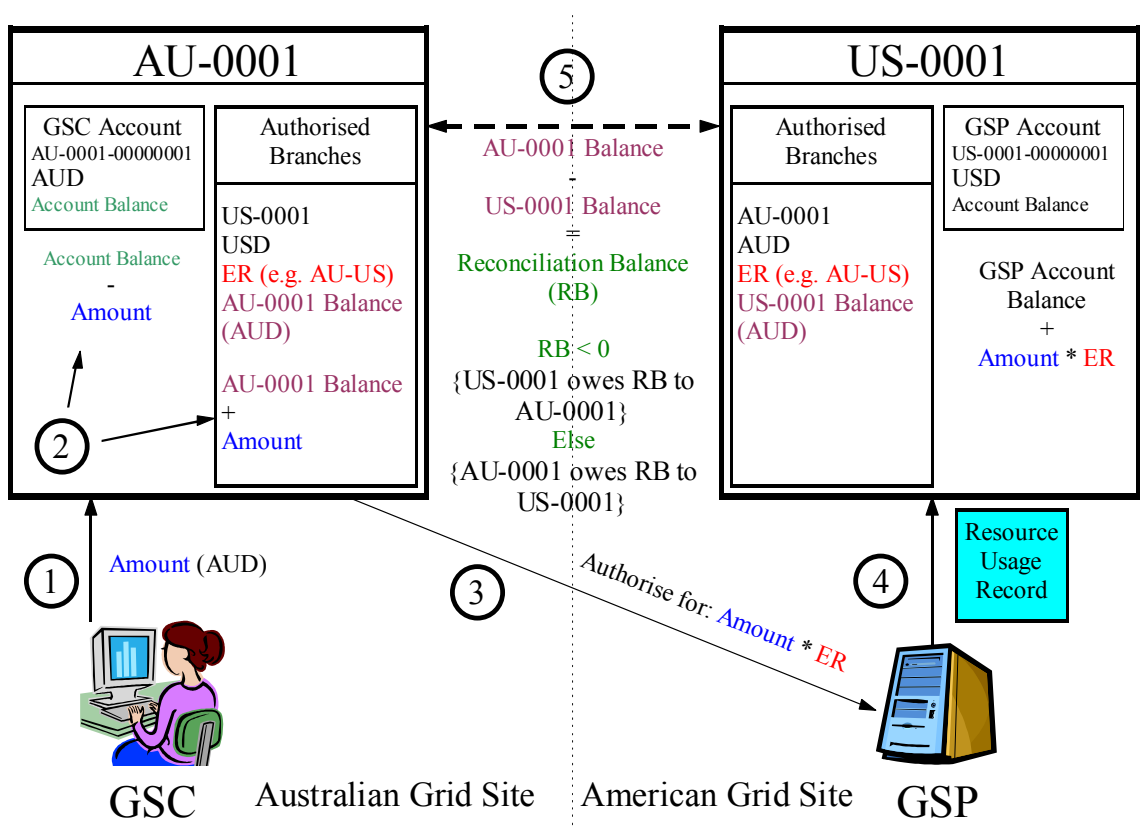 AU-0001
GSC Account
AU-0001-00000001
AUD
Account Balance
Account Balance
-
Amount
2
Authorised
Branches
US-0001
USD
ER (e.g. AU-US)
AU-0001 Balance
(AUD)
AU-0001 Balance
+
Amount
5
AU-0001 Balance
-
US-0001 Balance
=
Reconciliation Balance
(RB)
RB < 0
{US-0001 owes RB to
AU-0001}
Else
{AU-0001 owes RB to
US-0001}
US-0001
Authorised
Branches
AU-0001
AUD
ER (e.g. AU-US)
US-0001 Balance
(AUD)
GSP Account
US-0001-00000001
USD
Account Balance
GSP Account
Balance
+
Amount * ER
1
Amount (AUD)
3
Authorise for: Amount * ER
4
Resource
Usage
Record
GSC
Australian Grid Site
American Grid Site
GSP